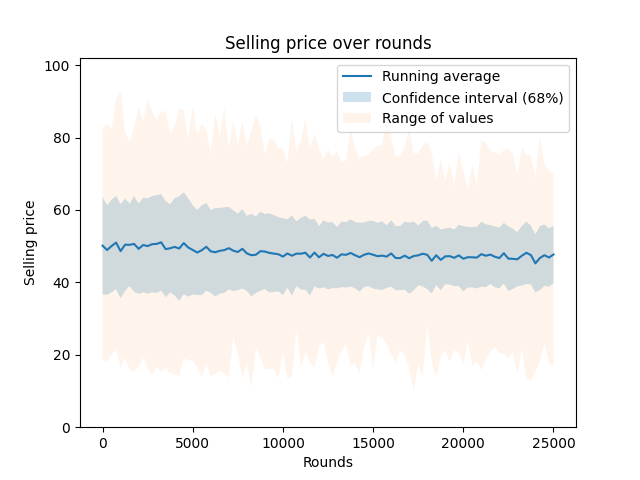 Selling price over rounds
Running average
Confidence interval (68%)
Range of values
Selling price
100
80
60
40
20
0
0 5000 10000 15000 20000 25000
Rounds